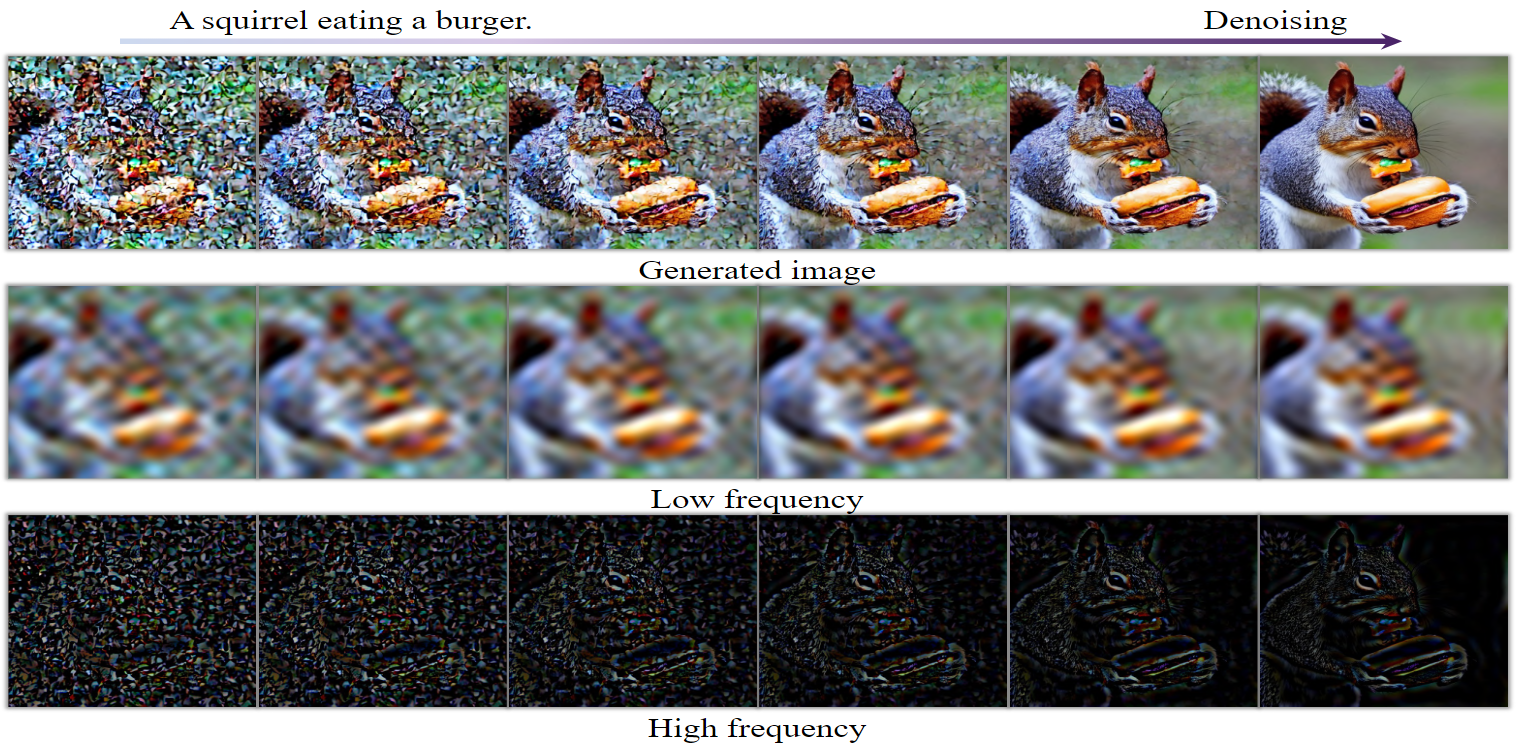 A squirrel eating a burger.
Denoising
Generated image
Low frequency
High frequency